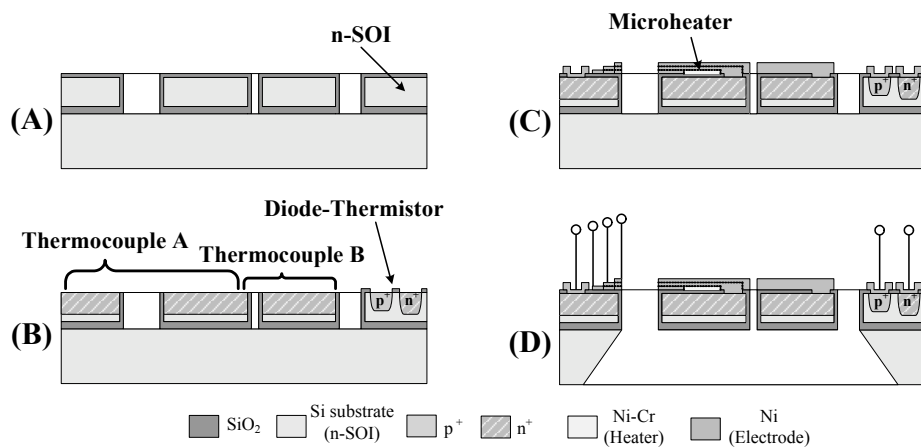 n-SOI
(A)
Microheater
p+ n+
(C)
Diode-Thermistor
Thermocouple A
Thermocouple B
p+ n+
(B)
p+ n+
(D)
SiO2
Si substrate
(n-SOI)
p+
n+
Ni-Cr
(Heater)
Ni
(Electrode)